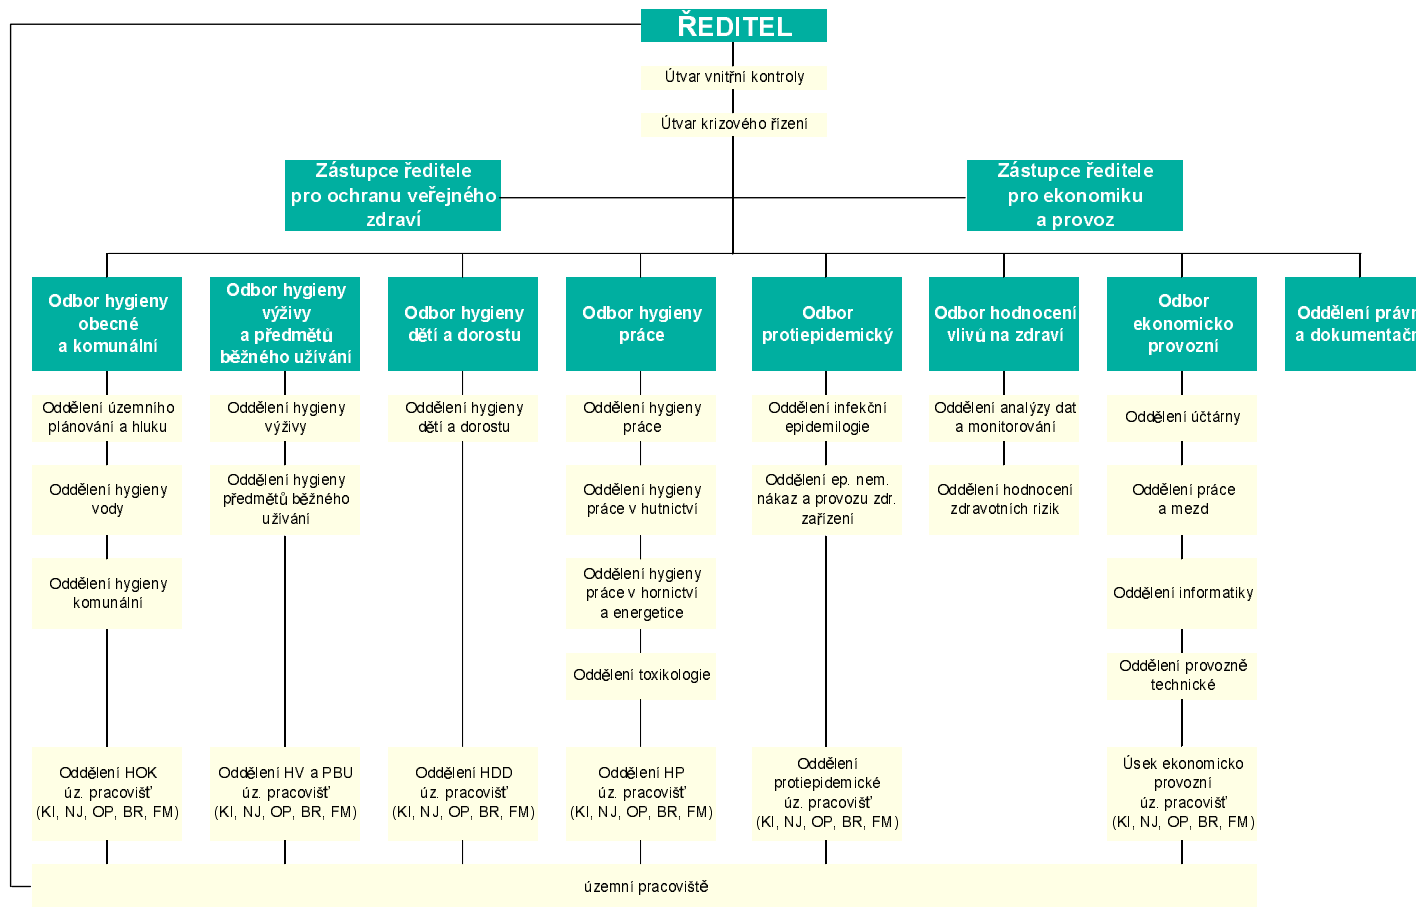 ŘEDITEL
Útvar vnitřní kontroly
Útvar krizového řízení
Zástupce ředitele
pro ochranu veřejného
zdraví
Zástupce ředitele
pro ekonomiku
a provoz
Odbor hygieny
obecné
a komunální
Odbor hygieny
výživy
a předmětů
běžného užívání
Odbor hygieny
dětí a dorostu
Odbor hygieny
práce
Odbor
protiepidemický
Odbor hodnocení
vlivů na zdraví
Odbor
ekonomicko
provozní
Oddělení právn
a dokumentačn
Oddělení územního
plánování a hluku
Oddělení hygieny
vody
Oddělení hygieny
komunální
Oddělení HOK
úz. pracovišť
(KI, NJ, OP, BR, FM)
Oddělení hygieny
výživy
Oddělení hygieny
předmětů běžného
užívání
Oddělení HV a PBU
úz. pracovišť
(KI, NJ, OP, BR, FM)
Oddělení hygieny
dětí a dorostu
Oddělení HDD
úz. pracovišť
(KI, NJ, OP, BR, FM)
Oddělení hygieny
práce
Oddělení hygieny
práce v hutnictví
Oddělení hygieny
práce v hornictví
a energetice
Oddělení toxikologie
Oddělení HP
úz. pracovišť
(KI, NJ, OP, BR, FM)
Oddělení infekční
epidemilogie
Oddělení ep. nem.
nákaz a provozu zdr.
zařízení
Oddělení
protiepidemické
úz. pracovišť
(KI, NJ, OP, BR, FM)
Oddělení analýzy dat
a monitorování
Oddělení hodnocení
zdravotních rizik
Oddělení účtárny
Oddělení práce
a mezd
Oddělení informatiky
Oddělení provozně
technické
Úsek ekonomicko
provozní
úz. pracovišť
(KI, NJ, OP, BR, FM)
územní pracoviště